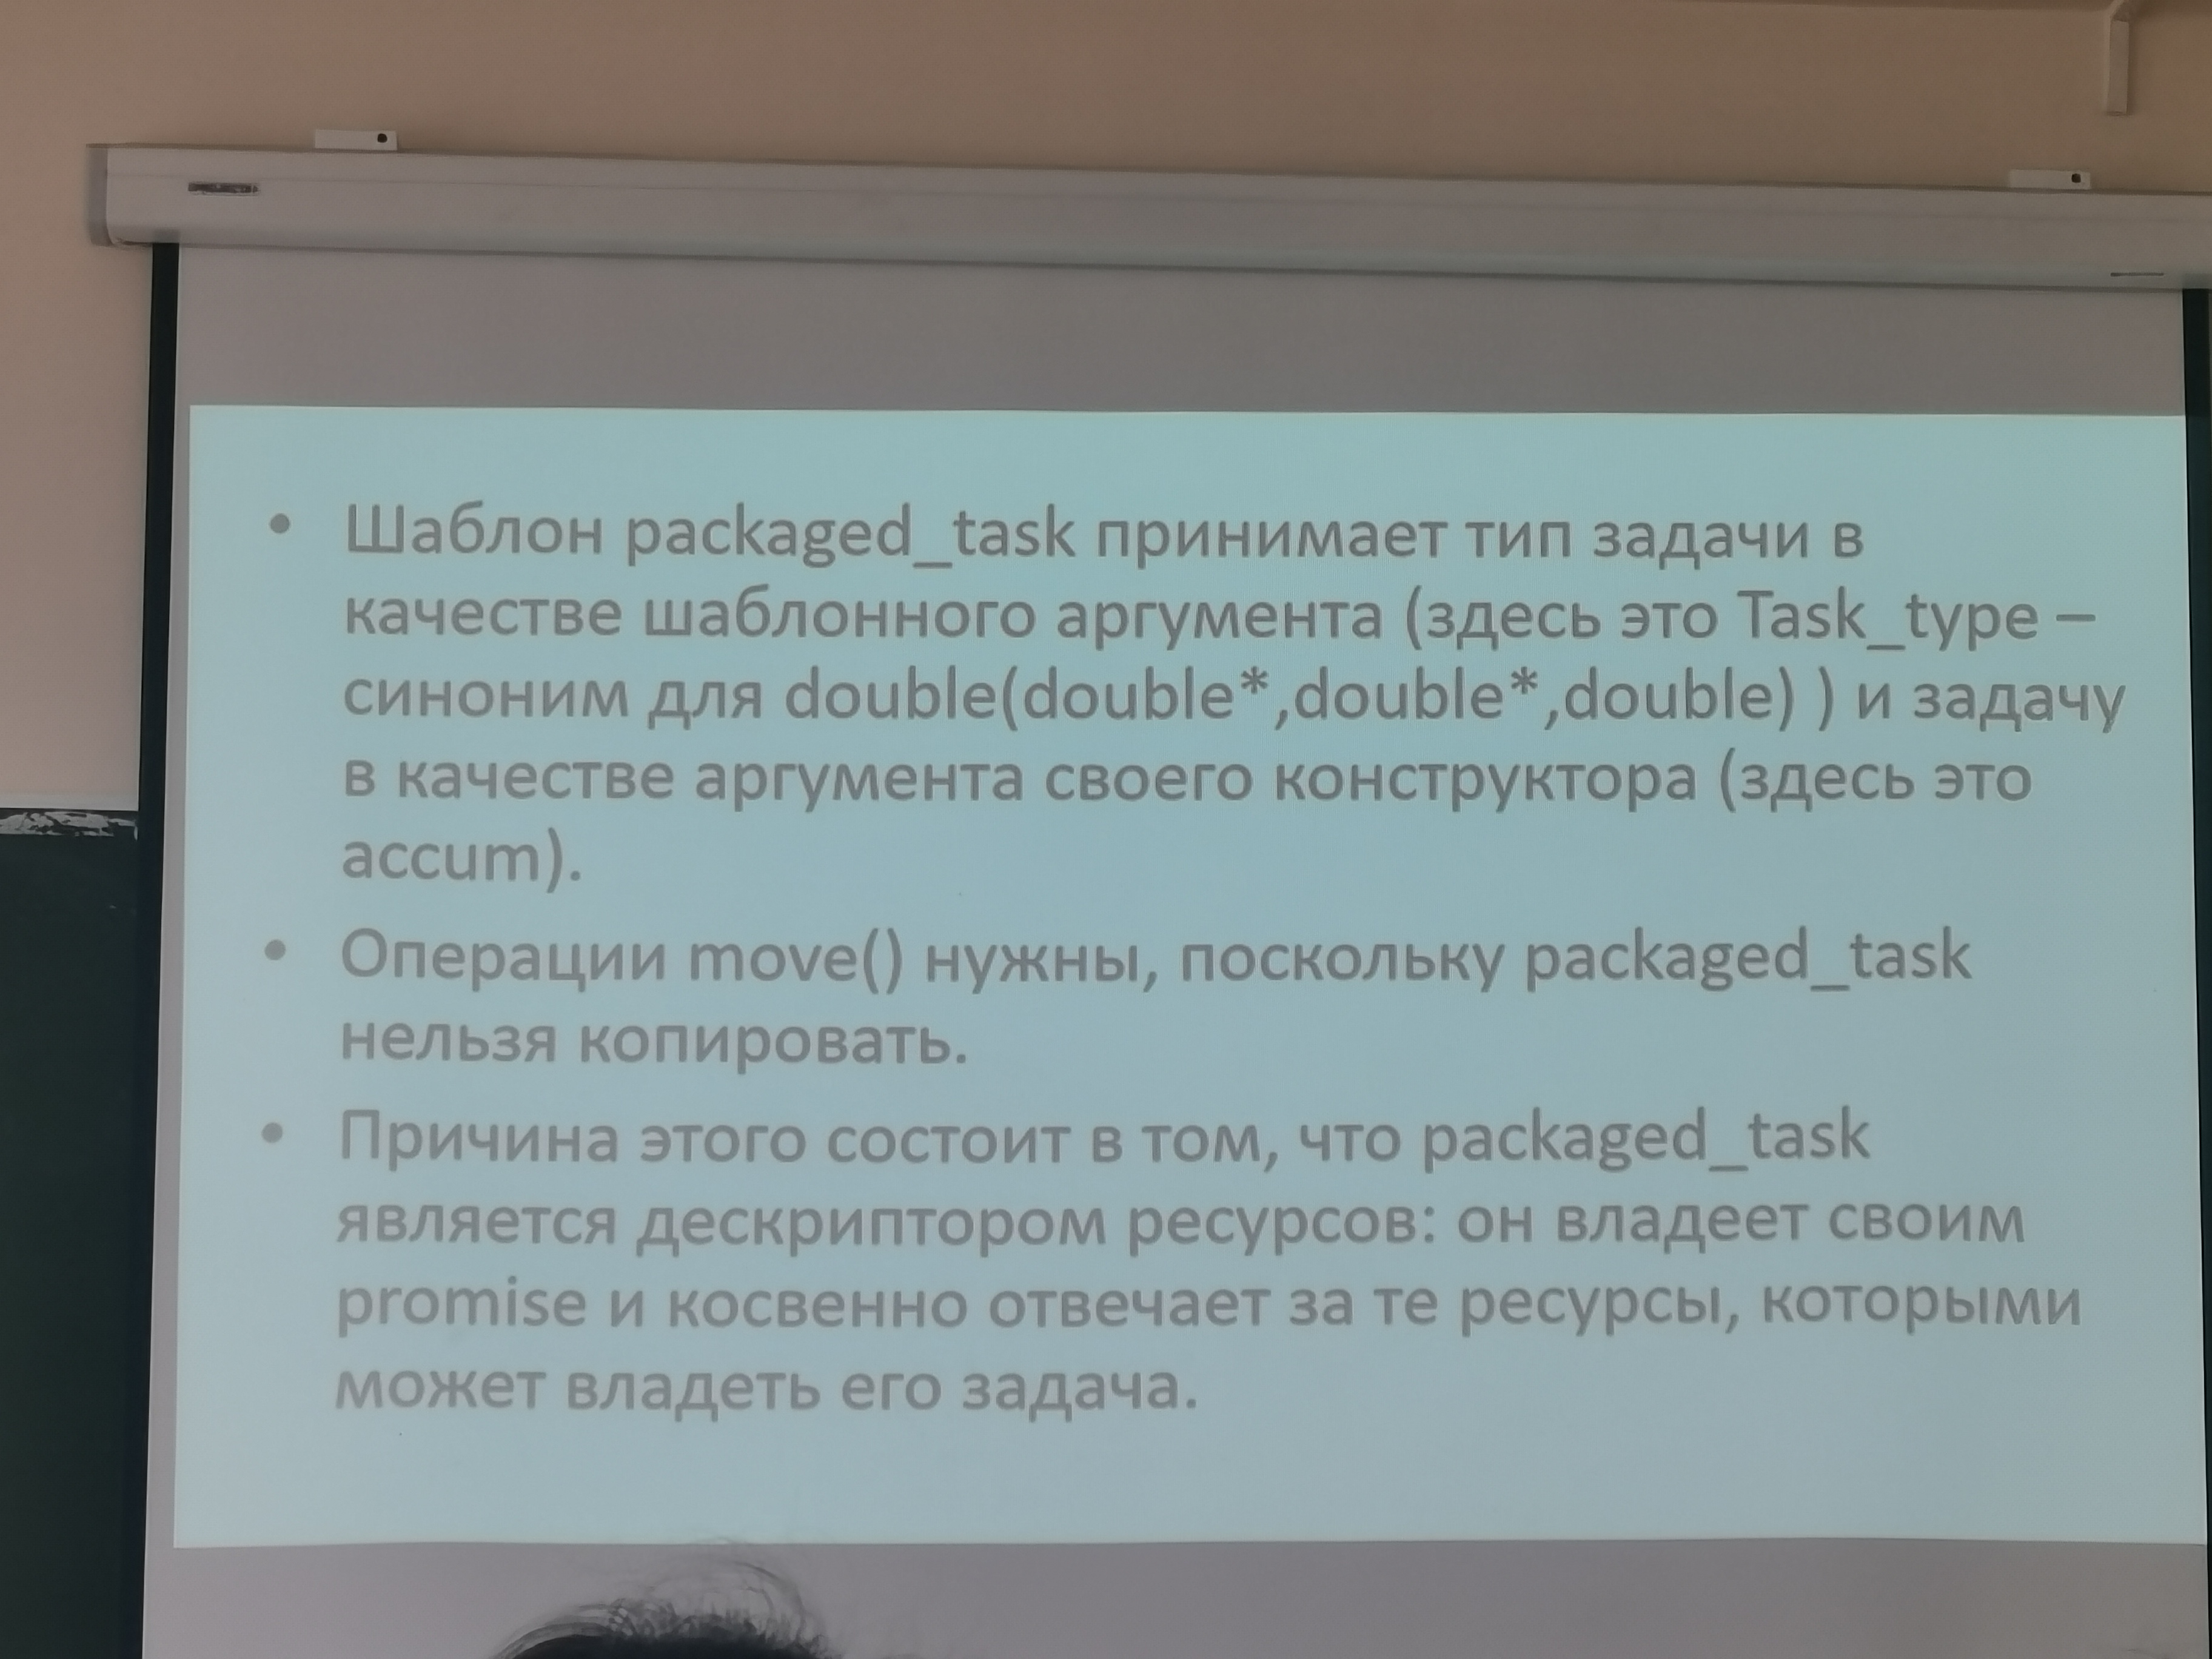 • Шаблон packaged_task принимает тип задачи в
качестве шаблонного аргумента (здесь это Task_type –
синоним для double(double*,double*,double) ) и задачу
в качестве аргумента своего конструктора (здесь это
accum).
• Операции move() нужны, поскольку packaged_task
нельзя копировать.
• Причина этого состоит в том, что packaged_task
является дескриптором ресурсов: он владеет своим
promise и косвенно отвечает за те ресурсы, которыми
может владеть его задача.